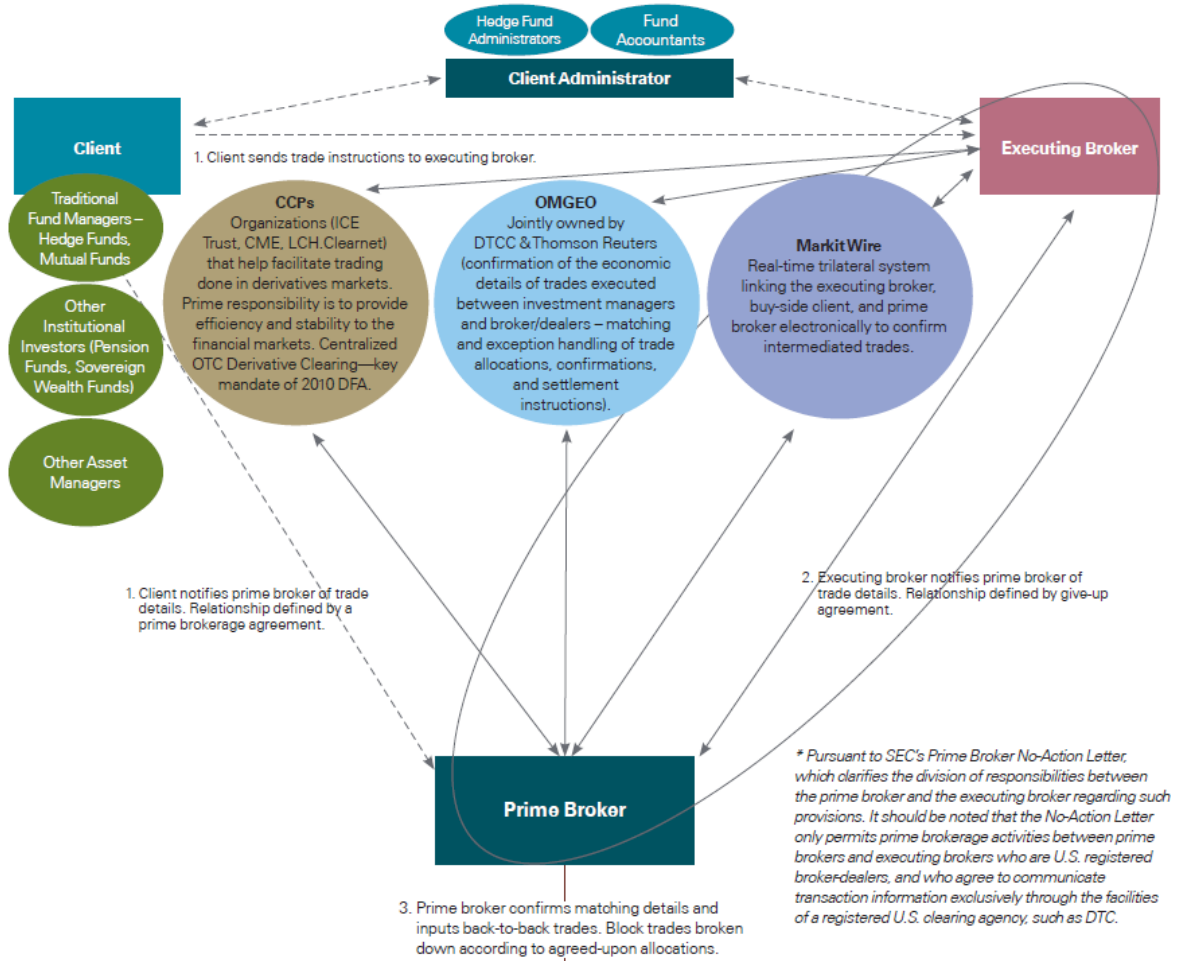 Hedge Fund
Administrators
Fund
Accountants
Client Administrator
Client
Executing Broker
1. Client sends trade instructions to executing broker.
Traditional
Fund Managers –
Hedge Funds,
Mutual Funds
Other
Institutional
Investors (Pension
Funds, Sovereign
Wealth Funds)
Other Asset
Managers
CCPs
Organizations (ICE
Trust, CME, LCH.Clearnet)
that help facilitate trading
done in derivatives markets.
Prime responsibility is to provide
efficiency and stability to the
financial markets. Centralized
OTC Derivative Clearing—key
mandate of 2010 DFA.
OMGEO
Jointly owned by
DTCC & Thomson Reuters
(confirmation of the economic
details of trades executed
between investment managers
and broker/dealers – matching
and exception handling of trade
allocations, confirmations,
and settlement
instructions).
MarkitWire
Real-time trilateral system
linking the executing broker,
buy-side client, and prime
broker electronically to confirm
intermediated trades.
1. Client notifies prime broker of trade
details. Relationship defined by a
prime brokerage agreement.
2. Executing broker notifies prime broker of
trade details. Relationship defined by give-up
agreement.
Prime Broker
* Pursuant to SEC's Prime Broker No-Action Letter,
which clarifies the division of responsibilities between
the prime broker and the executing broker regarding such
provisions. It should be noted that the No-Action Letter
only permits prime brokerage activities between prime
brokers and executing brokers who are U.S. registered
broker-dealers, and who agree to communicate
transaction information exclusively through the facilities
of a registered U.S. clearing agency, such as DTC.
3. Prime broker confirms matching details and
inputs back-to-back trades. Block trades broken
down according to agreed-upon allocations.